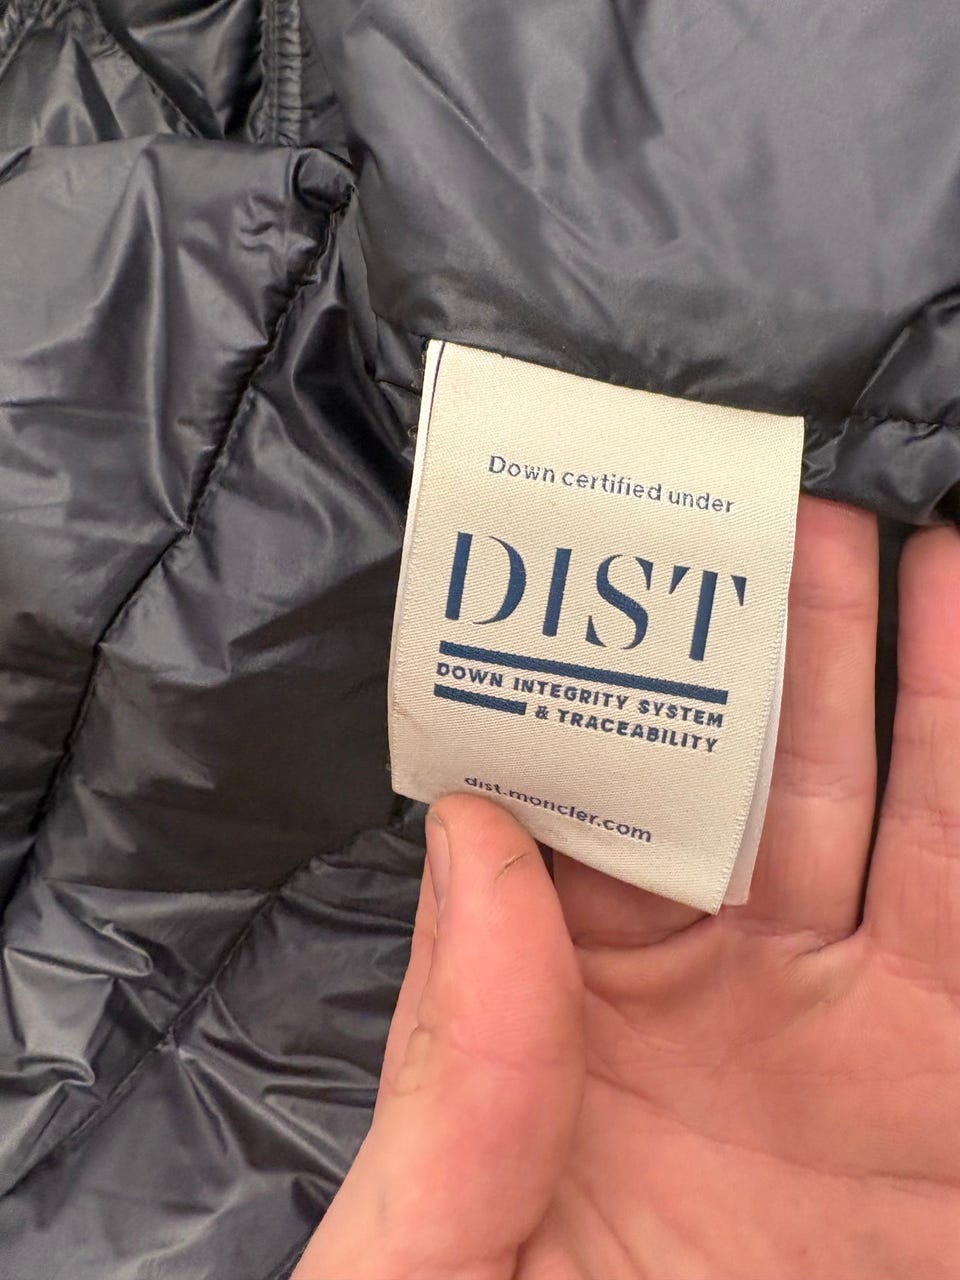 Down certified under
DIST
DOWN INTEGRITY SYSTEM
& TRACEABILITY
dist.moncler.com